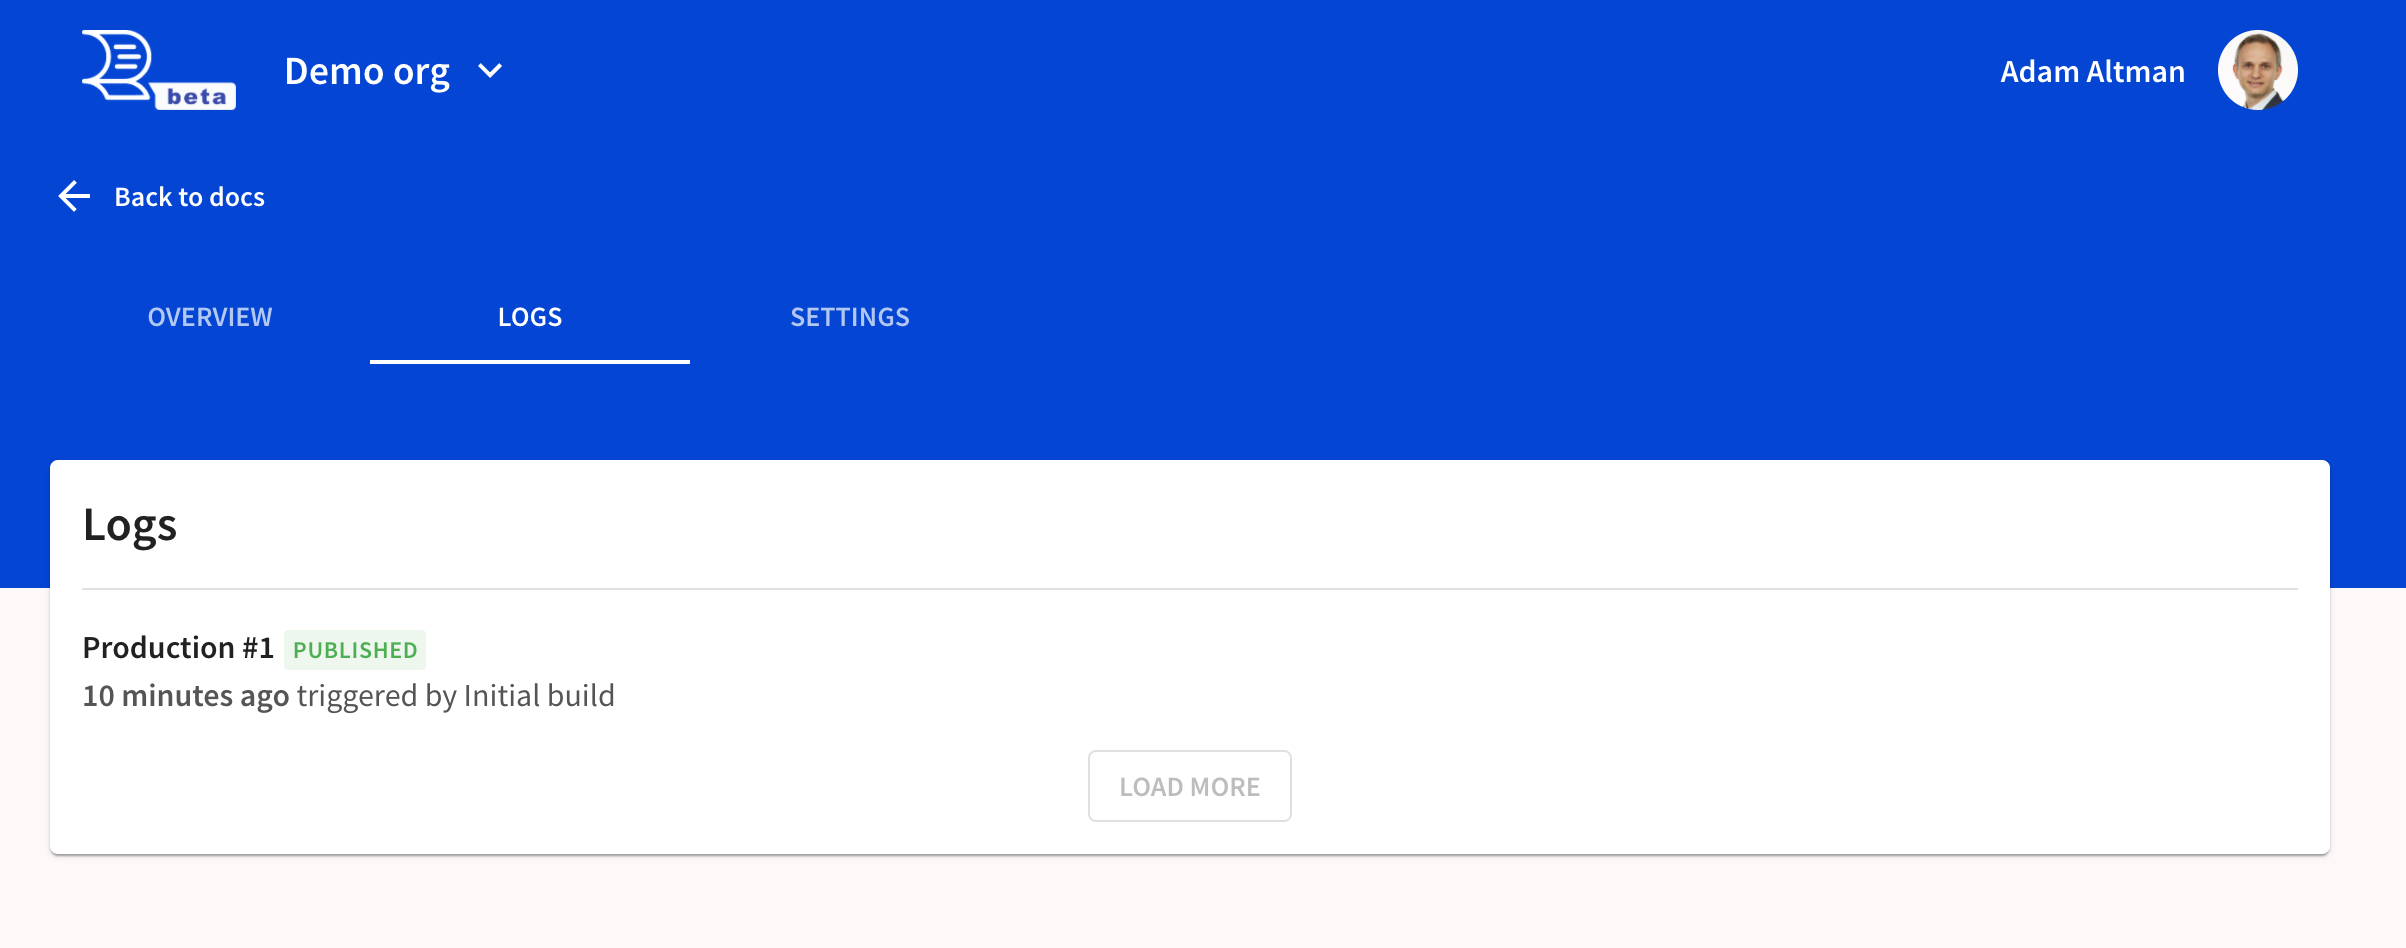 beta
Demo org
Adam Altman
Back to docs
OVERVIEW
LOGS
SETTINGS
Logs
Production #1 PUBLISHED
10 minutes ago triggered by Initial build
LOAD MORE